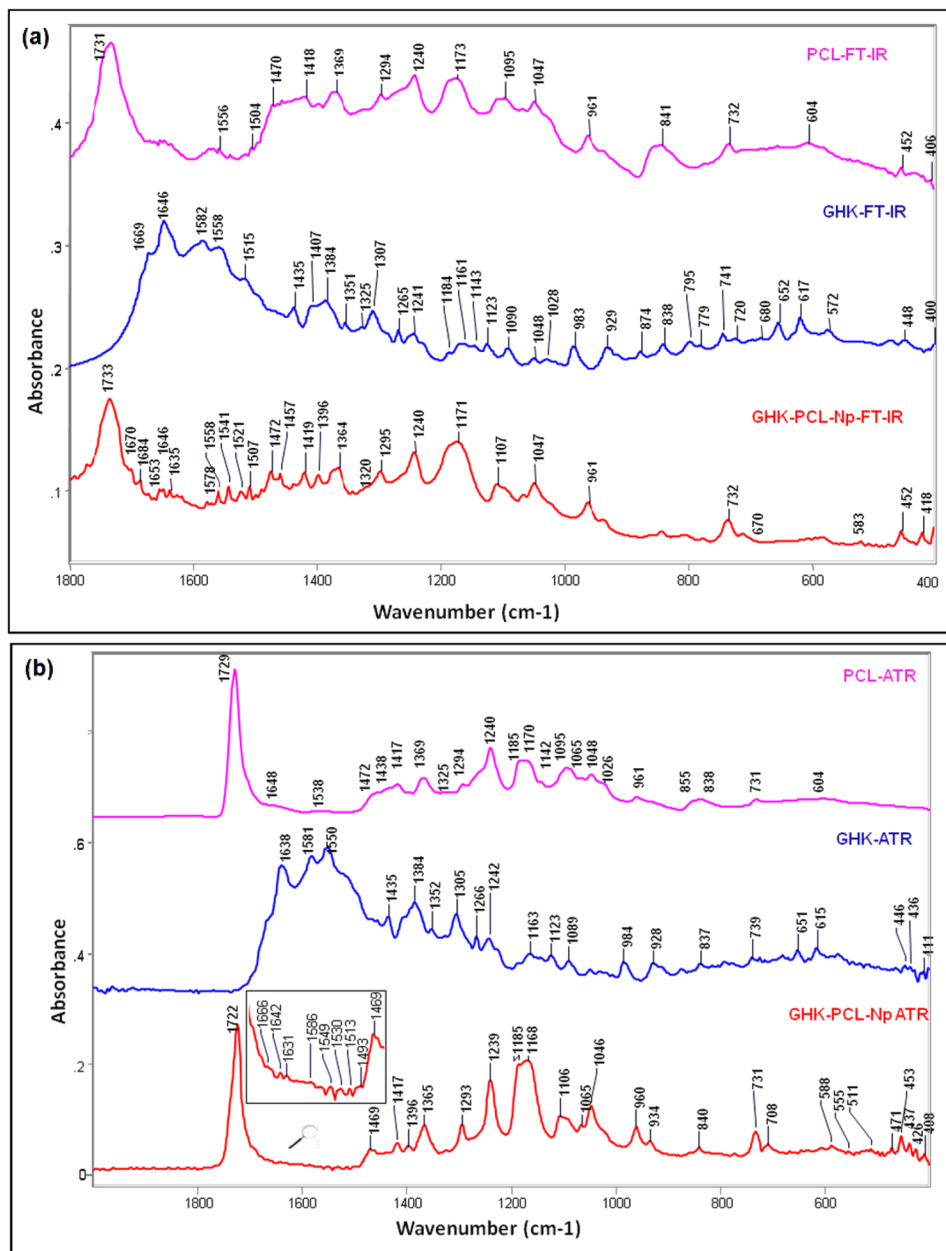 (a)
PCL-FT-IR
1731 1556 1504 1470 1418 1369 1294 1240 1173 1095 1047 961 841 732 604 452 406
.4
GHK-FT-IR
1669 1646 1582 1558 1515 1435 1407 1384 1351 1325 1307 1265 1241 1184 1161 1143 1123 1090 1048 1028 983 929 874 838 795 779 741 720 680 652 617 572 448 400
.3
.2
GHK-PCL-Np-FT-IR
1733 1670 1684 1653 1646 1635 1578 1558 1541 1521 1507 1472 1457 1419 1396 1364 1320 1295 1240 1171 1107 1047 961 732 670 583 452 418
.1
Absorbance
1800 1600 1400 1200 1000 800 600 400
Wavenumber (cm-1)
(b)
PCL-ATR
1729 1648 1538 1472 1438 1417 1369 1325 1294 1240 1185 1170 1142 1095 1065 1048 1026 961 855 838 731 604
.6
GHK-ATR
1638 1581 1550 1435 1384 1352 1305 1266 1242 1163 1123 1089 984 928 837 739 651 615 446 436 411
.4
GHK-PCL-Np ATR
1722
1666 1642 1631 1586 1549 1530 1513 1493 1469
1469 1417 1396 1365 1293 1239 1185 1168 1106 1065 1046 960 934 840 731 708 588 555 511 471 453 437 426 408
.2
0
Absorbance
1800 1600 1400 1200 1000 800 600
Wavenumber (cm-1)